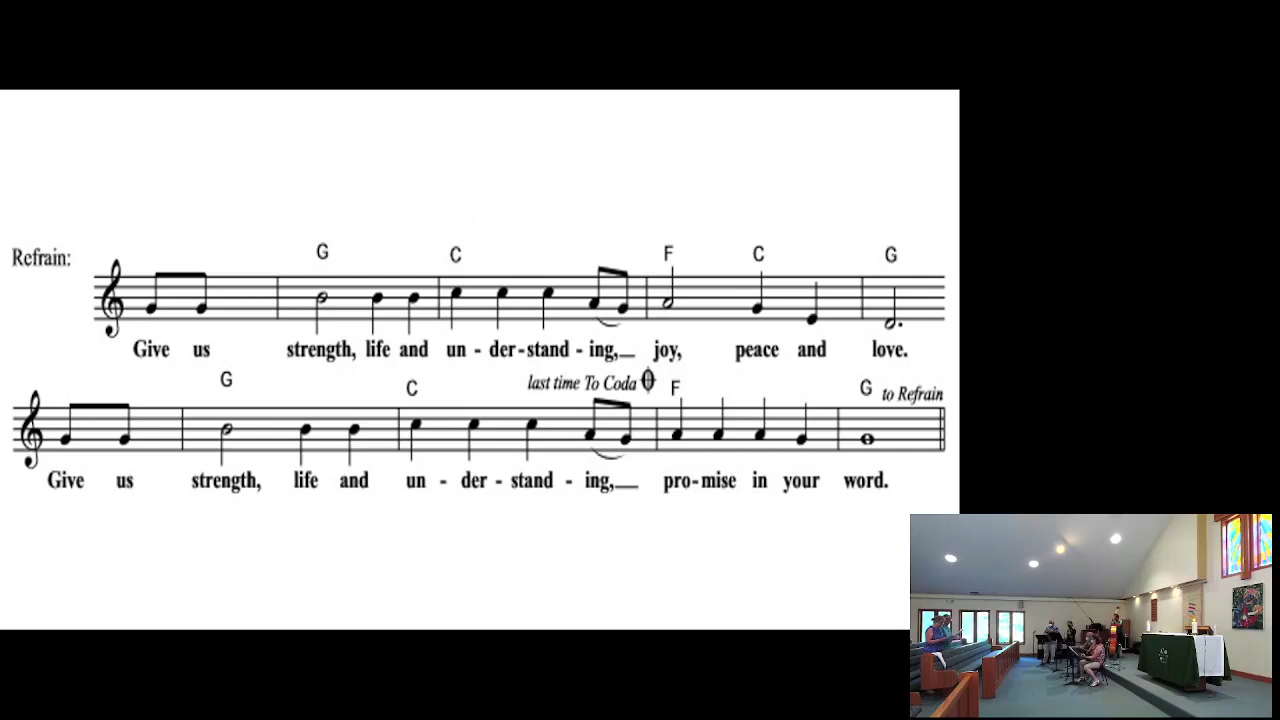 Refrain:
G C F C G
Give us strength, life and un - der - stand - ing, joy, peace and love.
G C last time To Coda F G to Refrain
Give us strength, life and un - der - stand - ing, pro - mise in your word.